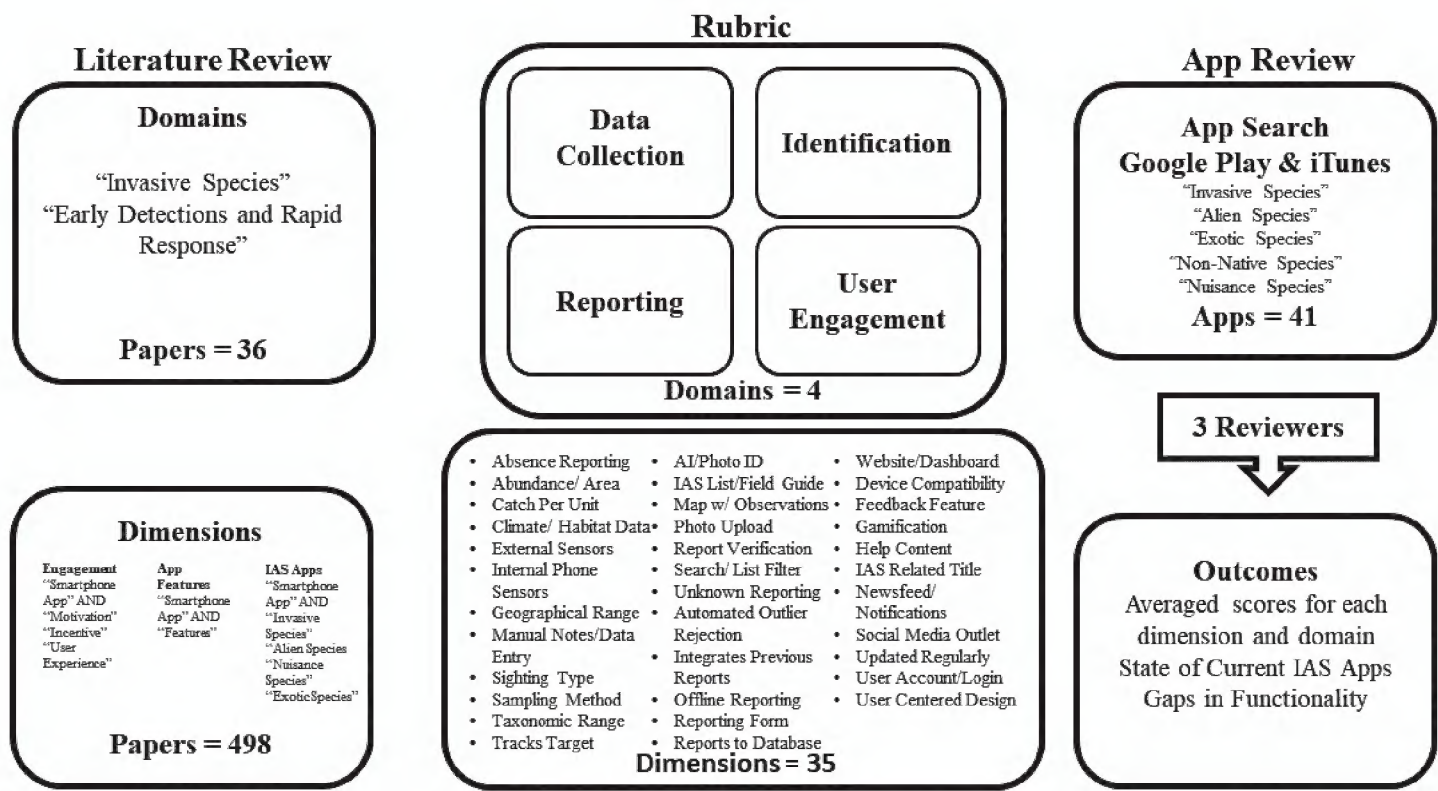 Literature Review
Domains
“Invasive Species”
“Early Detections and Rapid
Response”
Papers = 36
Dimensions
Engagement
“Smartphone
App” AND
“Motivation”
“Incentive”
“User
Experience”
App
Features
“Smartphone
App” AND
“Features”
IAS Apps
“Smartphone
App” AND
“Invasive
Species”
“Alien Species
“Nuisance
Species”
“Exotic Species”
Papers = 498
Rubric
Data
Collection
Identification
Reporting
User
Engagement
Domains = 4
• Absence Reporting
• Abundance/ Area
• Catch Per Unit
• Climate/ Habitat Data
• External Sensors
• Internal Phone
Sensors
• Geographical Range
• Manual Notes/Data
Entry
• Sighting Type
• Sampling Method
• Taxonomic Range
• Tracks Target
• AI/Photo ID
• IAS List/Field Guide
• Map w/ Observations
• Photo Upload
• Report Verification
• Search/ List Filter
• Unknown Reporting
• Automated Outlier
Rejection
• Integrates Previous
Reports
• Offline Reporting
• Reporting Form
• Reports to Database
• Website/Dashboard
• Device Compatibility
• Feedback Feature
• Gamification
• Help Content
• IAS Related Title
• Newsfeed/
Notifications
• Social Media Outlet
• Updated Regularly
• User Account/Login
• User Centered Design
Dimensions = 35
App Review
App Search
Google Play & iTunes
“Invasive Species”
“Alien Species”
“Exotic Species”
“Non-Native Species”
“Nuisance Species”
Apps = 41
3 Reviewers
Outcomes
Averaged scores for each
dimension and domain
State of Current IAS Apps
Gaps in Functionality